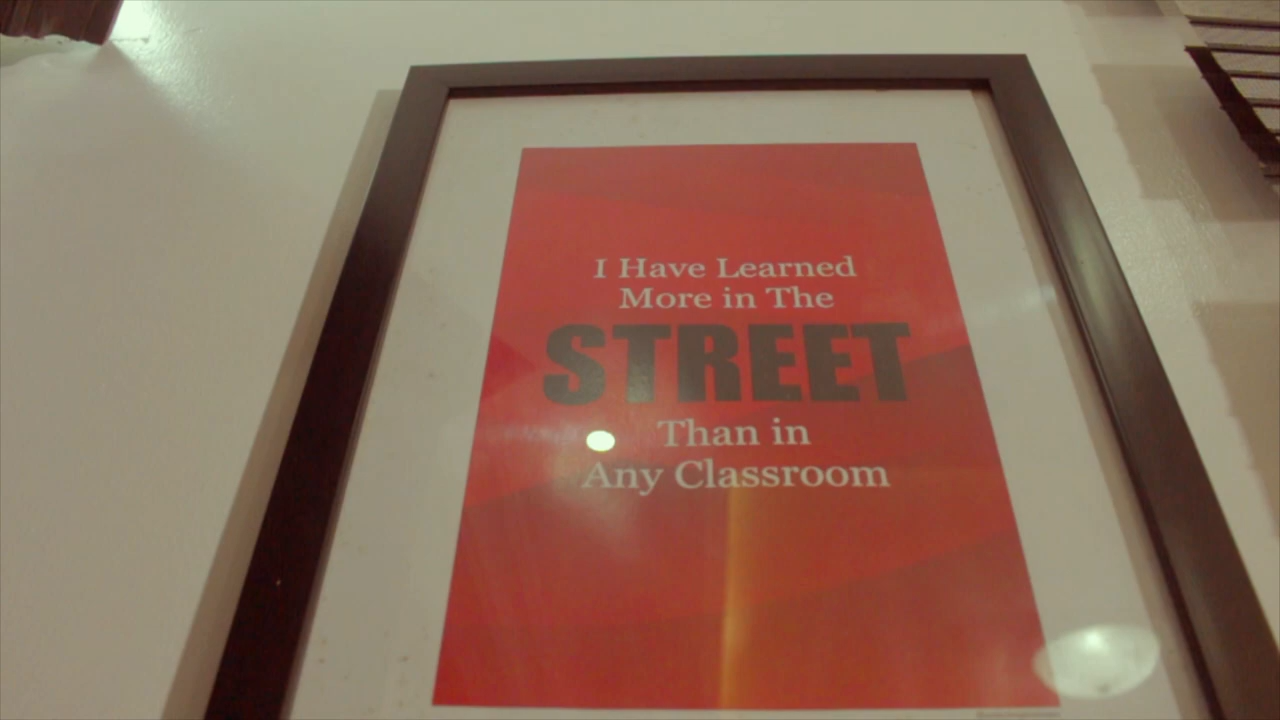 I Have Learned
More in The
STREET
Than in
Any Classroom